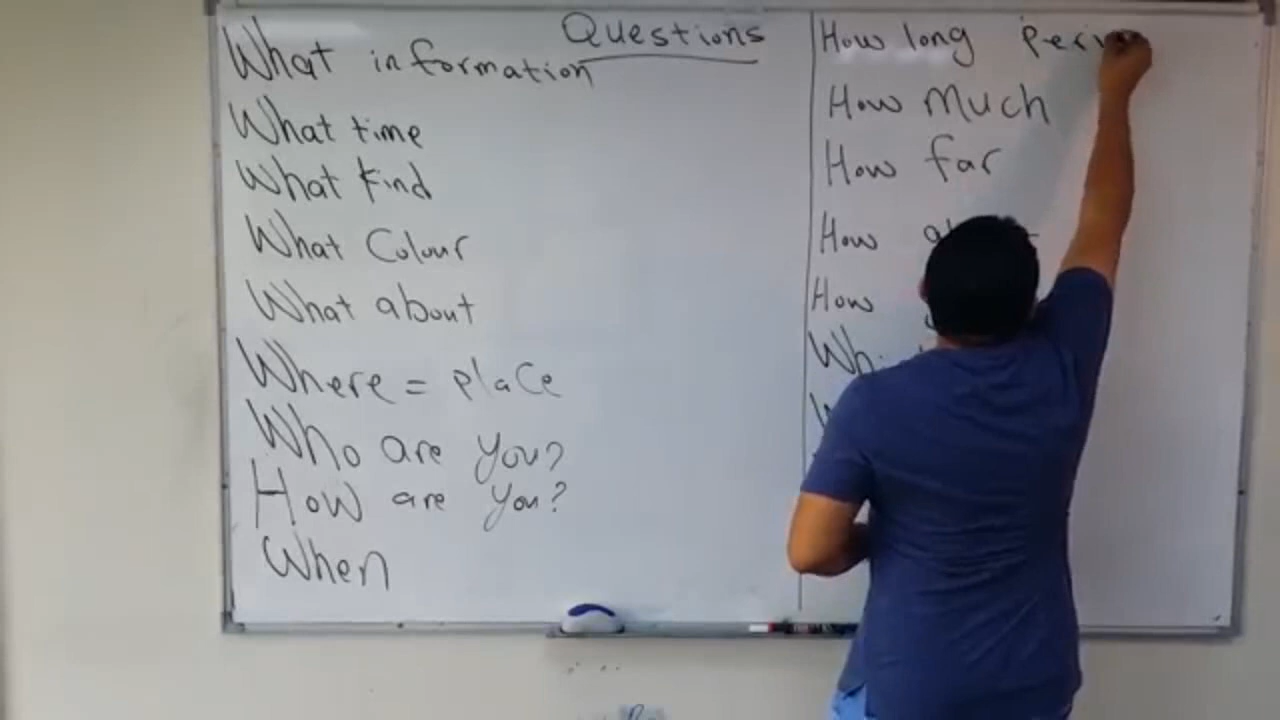 Questions
What information
What time
What kind
What Colour
What about
Where = place
Who are you?
How are you?
When
How long
How much
How far
How
How